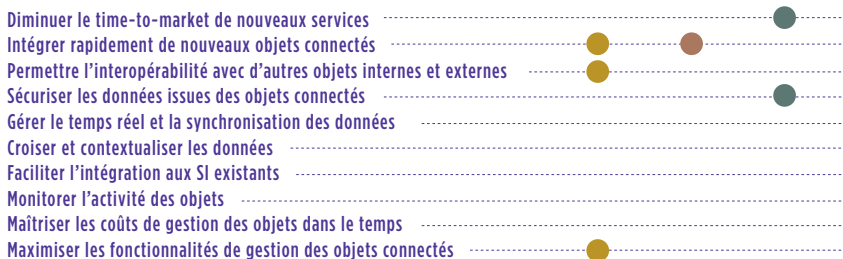 Diminuer le time-to-market de nouveaux services
Intégrer rapidement de nouveaux objets connectés
Permettre l’interopérabilité avec d’autres objets internes et externes
Sécuriser les données issues des objets connectés
Gérer le temps réel et la synchronisation des données
Croiser et contextualiser les données
Faciliter l’intégration aux SI existants
Monitorer l’activité des objets
Maîtriser les coûts de gestion des objets dans le temps
Maximiser les fonctionnalités de gestion des objets connectés